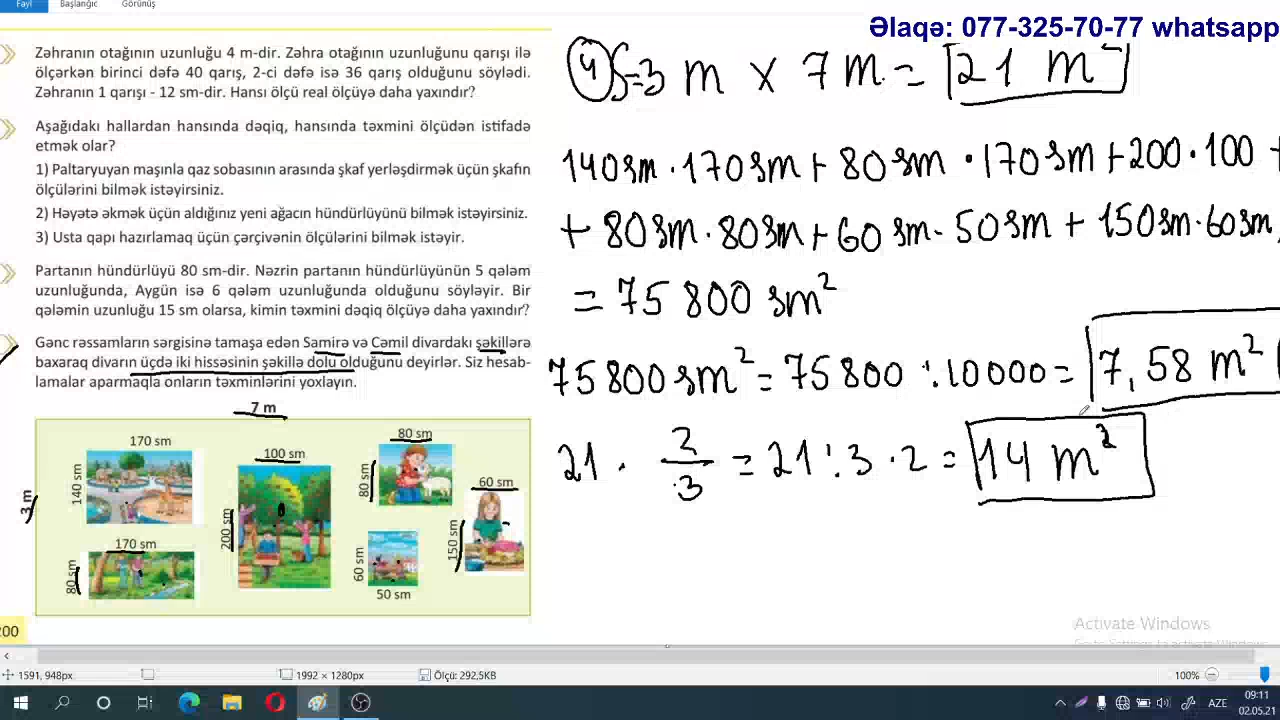 Fayl Başlanğıc Görünüş
Əlaqə: 077-325-70-77 whatsapp
Zəhranın otağının uzunluğu 4 m-dir. Zəhra otağının uzunluğunu qarışı ilə
ölçərkən birinci dəfə 40 qarış, 2-ci dəfə isə 36 qarış olduğunu söylədi.
Zəhranın 1 qarışı - 12 sm-dir. Hansı ölçü real ölçüyə daha yaxındır?
Aşağıdakı hallardan hansında dəqiq, hansında təxmini ölçüdən istifadə
etmək olar?
1) Paltaryuyan maşınla qaz sobasının arasında şkaf yerləşdirmək üçün şkafın
ölçülərini bilmək istəyirsiniz.
2) Həyətə əkmək üçün aldığınız yeni ağacın hündürlüyünü bilmək istəyirsiniz.
3) Usta qapı hazırlamaq üçün çərçivənin ölçülərini bilmək istəyir.
Partanın hündürlüyü 80 sm-dir. Nəzrin partanın hündürlüyünün 5 qələm
uzunluğunda, Aygün isə 6 qələm uzunluğunda olduğunu söyləyir. Bir
qələmin uzunluğu 15 sm olarsa, kimin təxmini dəqiq ölçüyə daha yaxındır?
Gənc rəssamların sərgisinə tamaşa edən Samirə və Cəmil divardakı şəkillərə
baxaraq divarın üçdə iki hissəsinin şəkillə dolu olduğunu deyirlər. Siz hesab-
lamalar aparmaqla onların təxminlərini yoxlayın.
7 m
3 m
170 sm
140 sm
170 sm
80 sm
100 sm
200 sm
80 sm
80 sm
60 sm
50 sm
60 sm
150 sm
200
4 S=3 m x 7 m = 21 m²
140sm · 170sm + 80sm · 170sm + 200 · 100 +
+ 80sm · 80sm + 60sm · 50sm + 150sm · 60sm
= 75 800 sm²
75 800 sm² = 75 800 : 10000 = 7,58 m²
21 · 2/3 = 21 : 3 · 2 = 14 m²
Activate Windows
1591, 948px 1992 × 1280px Ölçü: 292,5KB 100%
AZE 09:11
02.05.21